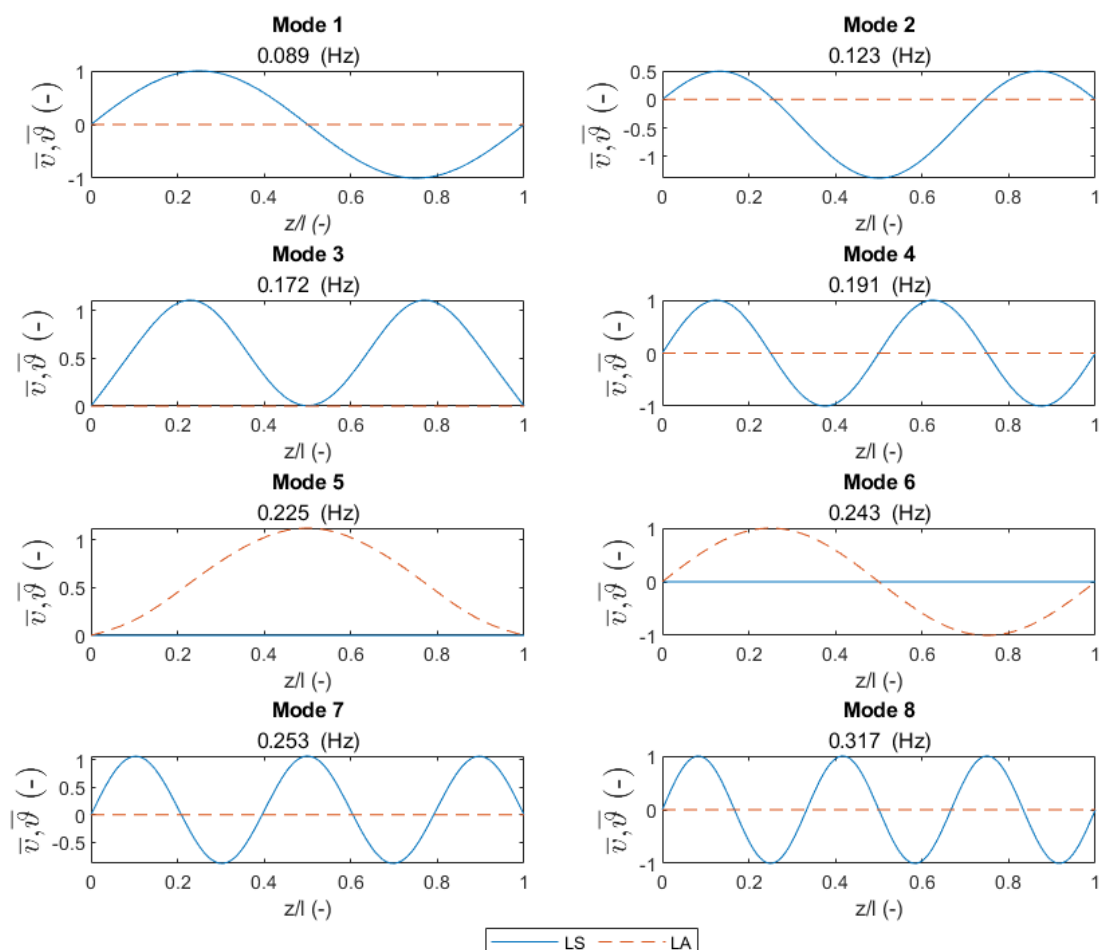 Mode 1
0.089 (Hz)
v̅,ϑ̅ (-)
1
0
-1
0 0.2 0.4 0.6 0.8 1
z/l (-)
Mode 2
0.123 (Hz)
v̅,ϑ̅ (-)
0.5
0
-0.5
-1
0 0.2 0.4 0.6 0.8 1
z/l (-)
Mode 3
0.172 (Hz)
v̅,ϑ̅ (-)
1
0.5
0
0 0.2 0.4 0.6 0.8 1
z/l (-)
Mode 4
0.191 (Hz)
v̅,ϑ̅ (-)
1
0
-1
0 0.2 0.4 0.6 0.8 1
z/l (-)
Mode 5
0.225 (Hz)
v̅,ϑ̅ (-)
1
0.5
0
0 0.2 0.4 0.6 0.8 1
z/l (-)
Mode 6
0.243 (Hz)
v̅,ϑ̅ (-)
1
0
-1
0 0.2 0.4 0.6 0.8 1
z/l (-)
Mode 7
0.253 (Hz)
v̅,ϑ̅ (-)
1
0.5
0
-0.5
0 0.2 0.4 0.6 0.8 1
z/l (-)
Mode 8
0.317 (Hz)
v̅,ϑ̅ (-)
1
0
-1
0 0.2 0.4 0.6 0.8 1
z/l (-)
LS LA